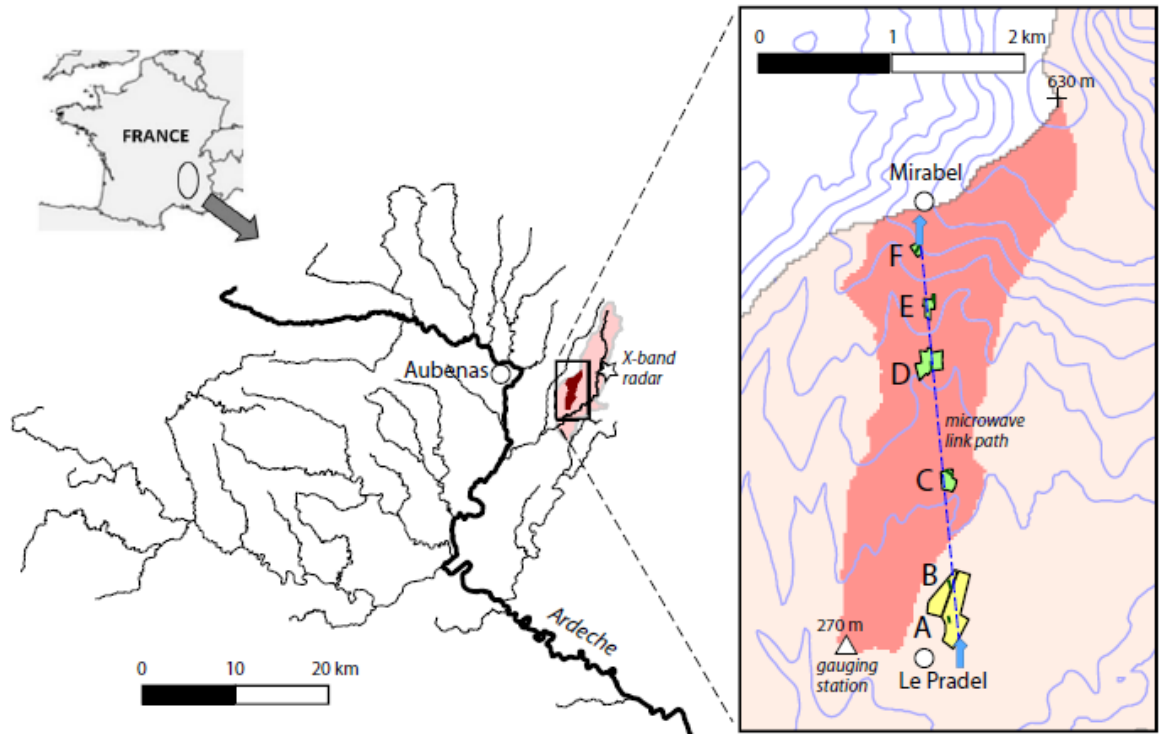 FRANCE
Aubenas
X-band
radar
Ardeche
0 10 20 km
0 1 2 km
630 m
Mirabel
F
E
D
microwave
link path
C
B
A
270 m
gauging
station
Le Pradel